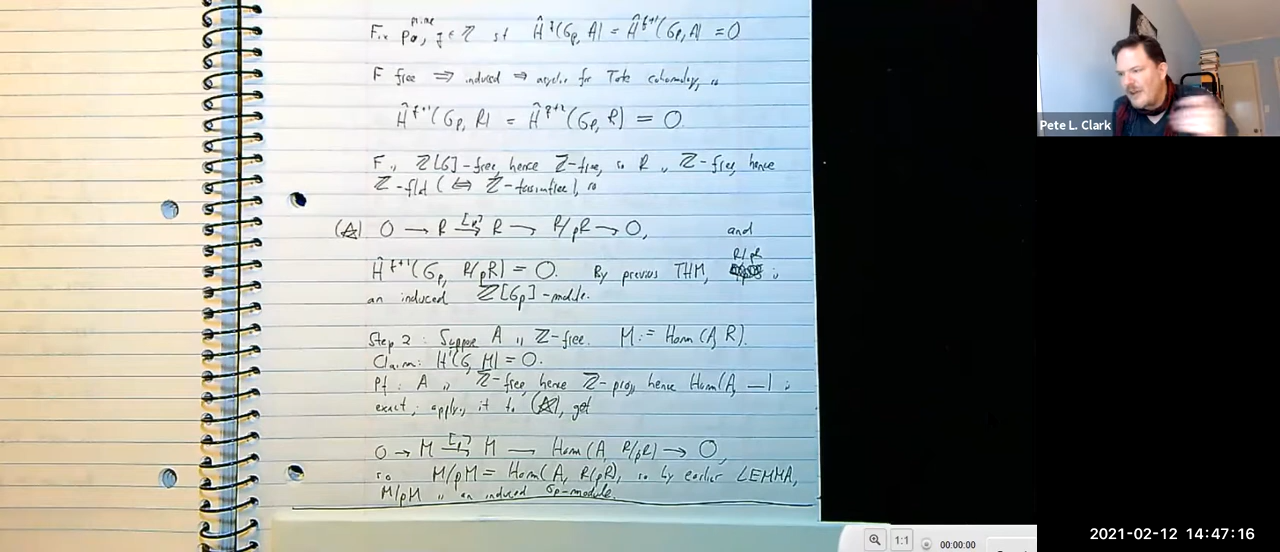 Fix prime p, q ∈ ℤ st Ĥ^q(G_p, A) = Ĥ^{q+1}(G_p, A) = 0
F free ⇒ induced ⇒ acyclic for Tate cohomology, so
Ĥ^{q+1}(G_p, R) = Ĥ^{q+2}(G_p, R) = 0
F is ℤ[G]-free, hence ℤ-free, so R is ℤ-free, hence
ℤ-flat (⇔ ℤ-torsionfree), so
(☆) 0 → R →[p] R → R/pR → 0, and
Ĥ^{q+1}(G_p, R/pR) = 0. By previous THM, R/pR is
an induced ℤ[G_p]-module.
Step 2: Suppose A is ℤ-free. M := Hom(A, R).
Claim: H^1(G, M) = 0.
Pf: A is ℤ-free, hence ℤ-proj, hence Hom(A, —) is
exact; applying it to (☆), get
0 → M →[p] M → Hom(A, R/pR) → 0,
so M/pM = Hom(A, R/pR), so by earlier LEMMA,
M/pM is an induced G_p-module.
Pete L. Clark
1:1
00:00:00
2021-02-12 14:47:16